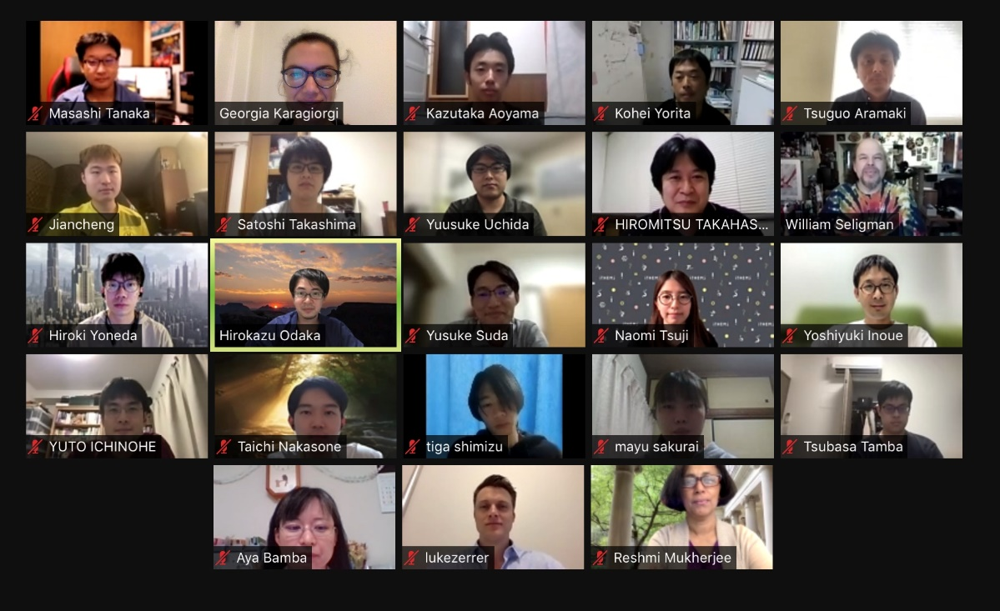 Masashi Tanaka
Georgia Karagiorgi
Kazutaka Aoyama
Kohei Yorita
Tsuguo Aramaki
Jiancheng
Satoshi Takashima
Yuusuke Uchida
HIROMITSU TAKAHAS...
William Seligman
Hiroki Yoneda
Hirokazu Odaka
Yusuke Suda
Naomi Tsuji
Yoshiyuki Inoue
YUTO ICHINOHE
Taichi Nakasone
tiga shimizu
mayu sakurai
Tsubasa Tamba
Aya Bamba
lukezerrer
Reshmi Mukherjee